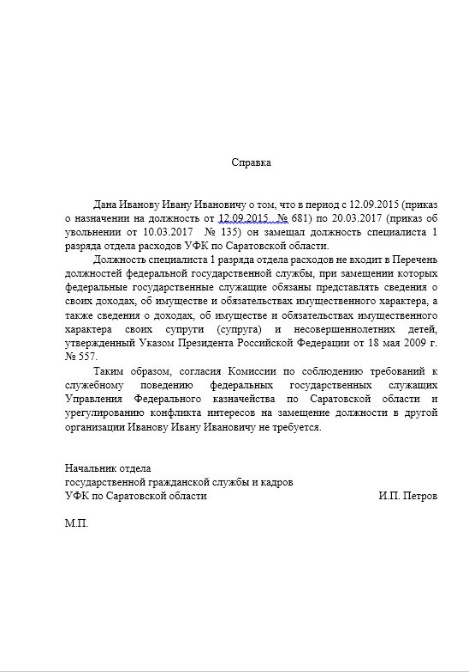 Справка
Дана Иванову Ивану Ивановичу о том, что в период с 12.09.2015 (приказ
о назначении на должность от 12.09.2015 № 681) по 20.03.2017 (приказ об
увольнении от 10.03.2017 № 135) он замещал должность специалиста 1
разряда отдела расходов УФК по Саратовской области.
Должность специалиста 1 разряда отдела расходов не входит в Перечень
должностей федеральной государственной службы, при замещении которых
федеральные государственные служащие обязаны представлять сведения о
своих доходах, об имуществе и обязательствах имущественного характера, а
также сведения о доходах, об имуществе и обязательствах имущественного
характера своих супруги (супруга) и несовершеннолетних детей,
утвержденный Указом Президента Российской Федерации от 18 мая 2009 г.
№ 557.
Таким образом, согласия Комиссии по соблюдению требований к
служебному поведению федеральных государственных служащих
Управления Федерального казначейства по Саратовской области и
урегулированию конфликта интересов на замещение должности в другой
организации Иванову Ивану Ивановичу не требуется.
Начальник отдела
государственной гражданской службы и кадров
УФК по Саратовской области И.П. Петров
М.П.